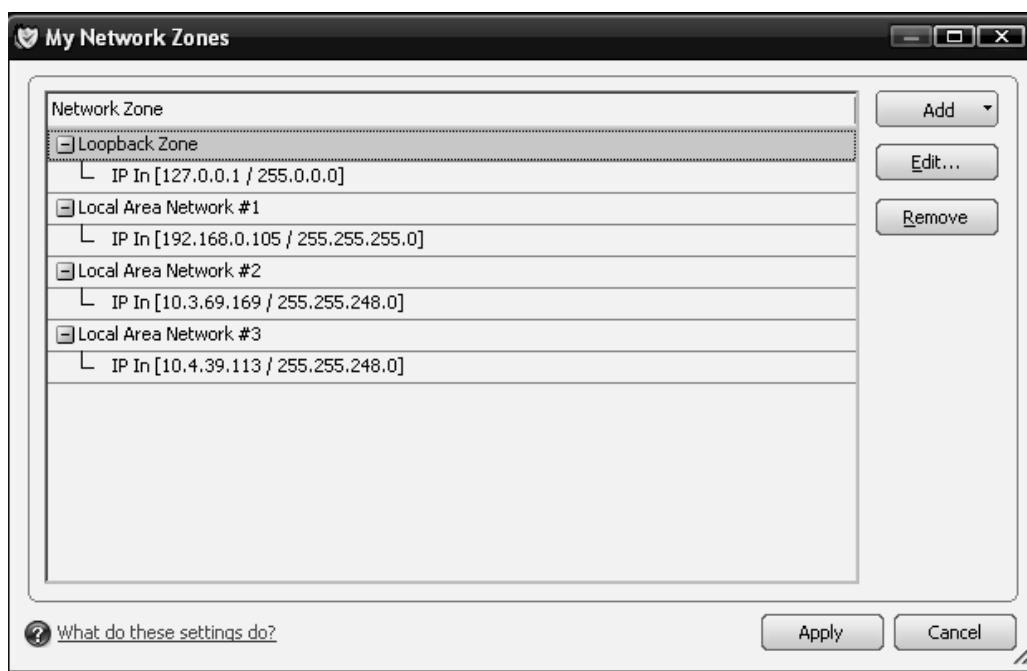 My Network Zones
Network Zone
Loopback Zone
IP In [127.0.0.1 / 255.0.0.0]
Local Area Network #1
IP In [192.168.0.105 / 255.255.255.0]
Local Area Network #2
IP In [10.3.69.169 / 255.255.248.0]
Local Area Network #3
IP In [10.4.39.113 / 255.255.248.0]
Add
Edit...
Remove
What do these settings do?
Apply
Cancel